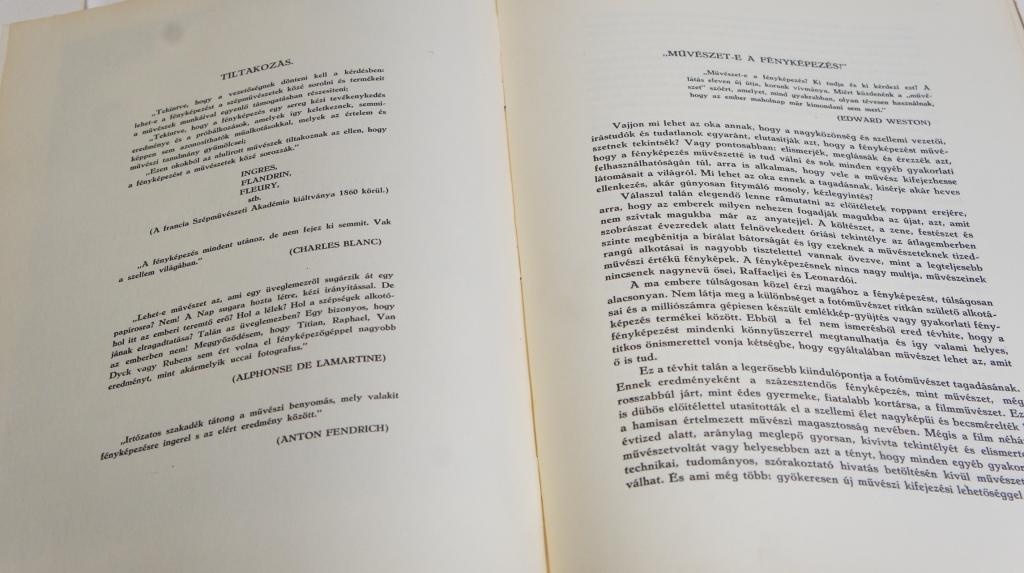 TILTAKOZÁS.
„Tekintve, hogy a vezetőségnek dönteni kell a kérdésben:
lehet-e a fényképezést a szépművészetek közé sorolni és termékeit
a művészek munkáival egyenlő támogatásban részesíteni;
„Tekintve, hogy a fényképezés egy sereg kézi tevékenykedés
eredménye és a próbálkozások, amelyek így keletkeznek, semmi-
képpen sem azonosíthatók műalkotásokkal, melyek az értelem és
művészi tanulmány gyümölcsei;
„Ezen okokból az alulírott művészek tiltakoznak az ellen, hogy
a fényképezést a művészetek közé sorozzák."
INGRES,
FLANDRIN,
FLEURY,
stb.
(A francia Szépművészeti Akadémia kiáltványa 1860 körül.)
„A fényképezés mindent utánoz, de nem fejez ki semmit. Vak
a szellem világában."
(CHARLES BLANC)
„Lehet-e művészet az, ami egy üveglemezről sugárzik át egy
papirosra? Nem! A Nap sugara hozta létre, kézi irányítással. De
hol itt az emberi teremtő erő? Hol a lélek? Hol a szépségek alkotó-
jának elragadtatása? Talán az üveglemezben? Egy bizonyos, hogy
az emberben nem! Meggyőződésem, hogy Titian, Raphael, Van
Dyck vagy Rubens sem ért volna el fényképezőgéppel nagyobb
eredményt, mint akármelyik uccai fotografus."
(ALPHONSE DE LAMARTINE)
„Irtózatos szakadék tátong a művészi benyomás, mely valakit
fényképezésre ingerel s az elért eredmény között."
(ANTON FENDRICH)
„MŰVÉSZET-E A FÉNYKÉPEZÉS!"
„Művészet-e a fényképezés? Ki tudja és ki kérdezi ezt? A
látás eleven új útja, korunk vívmánya. Miért küzdenénk a „művé-
szet" szóért, amelyet, mind gyakrabban, olyan tévesen használnak,
hogy az ember maholnap már kimondani sem meri."
(EDWARD WESTON)
Vajjon mi lehet az oka annak, hogy a nagyközönség és szellemi vezetői,
írástudók és tudatlanok egyaránt, elutasítják azt, hogy a fényképezést művé-
szetnek tekintsék? Vagy pontosabban: elismerjék, meglássák és érezzék azt,
hogy a fényképezés művészetté is tud válni és sok minden egyéb gyakorlati
felhasználhatóságán túl, arra is alkalmas, hogy vele a művész kifejezhesse
látomásait a világról. Mi lehet az oka ennek a tagadásnak, kísérje akár heves
ellenkezés, akár gúnyosan fitymáló mosoly, kézlegyintés?
Válaszul talán elegendő lenne rámutatni az előítéletek roppant erejére,
arra, hogy az emberek milyen nehezen fogadják magukba az újat, azt, amit
nem szívtak magukba már az anyatejjel. A költészet, a zene, festészet és
szobrászat évezredek alatt felnövekedett óriási tekintélye az átlagemberben
szinte megbénítja a bírálat bátorságát és így ezeknek a művészeteknek tized-
rangú alkotásai is nagyobb tisztelettel vannak övezve, mint a legteljesebb
művészi értékű fényképek. A fényképezésnek nincs nagy multja, művészeinek
nincsenek nagynevű ősei, Raffaeljei és Leonardói.
A ma embere túlságosan közel érzi magához a fényképezést, túlságosan
alacsonyan. Nem látja meg a különbséget a fotóművészet ritkán születő alkotá-
sai és a milliószámra gépiesen készült emlékkép-gyüjtés vagy gyakorlati fény-
képezés termékei között. Ebből a fel nem ismerésből ered tévhite, hogy a
fényképezést mindenki könnyűszerrel megtanulhatja és így valami helyes,
titkos önismerettel vonja kétségbe, hogy egyáltalában művészet lehet az, amit
ő is tud.
Ez a tévhit talán a legerősebb kiindulópontja a fotóművészet tagadásának.
Ennek eredményeként a százesztendős fényképezés, mint művészet, még
rosszabbúl járt, mint édes gyermeke, fiatalabb kortársa, a filmművészet. Ez
is dühös előítélettel utasították el a szellemi élet nagyképüi és becsmérelték
a hamisan értelmezett művészi magasztosság nevében. Mégis a film néhá
évtized alatt, aránylag meglepő gyorsan, kivívta tekintélyét és elismert
művészetvoltát vagy helyesebben azt a tényt, hogy minden egyéb gyakor
technikai, tudományos, szórakoztató hivatás betöltésén kívül művészet
válhat. És ami még több: gyökeresen új művészi kifejezési lehetőséggel